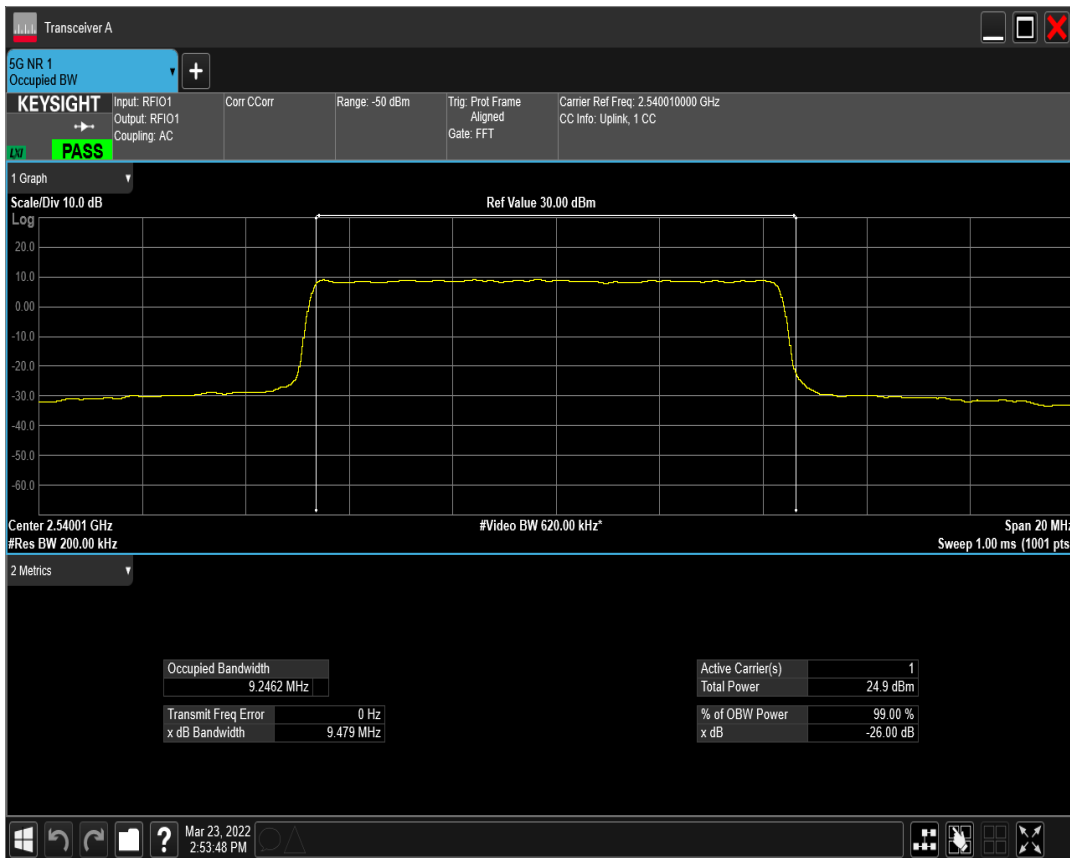 Transceiver A
5G NR 1
Occupied BW
KEYSIGHT
LXI
PASS
Input: RFIO1
Output: RFIO1
Coupling: AC
Corr CCorr
Range: -50 dBm
Trig: Prot Frame
Aligned
Gate: FFT
Carrier Ref Freq: 2.540010000 GHz
CC Info: Uplink, 1 CC
1 Graph
Scale/Div 10.0 dB
Ref Value 30.00 dBm
Log
20.0
10.0
0.00
-10.0
-20.0
-30.0
-40.0
-50.0
-60.0
Center 2.54001 GHz
#Video BW 620.00 kHz*
Span 20 MHz
#Res BW 200.00 kHz
Sweep 1.00 ms (1001 pts
2 Metrics
Occupied Bandwidth
9.2462 MHz
Transmit Freq Error 0 Hz
x dB Bandwidth 9.479 MHz
Active Carrier(s) 1
Total Power 24.9 dBm
% of OBW Power 99.00 %
x dB -26.00 dB
?
Mar 23, 2022
2:53:48 PM